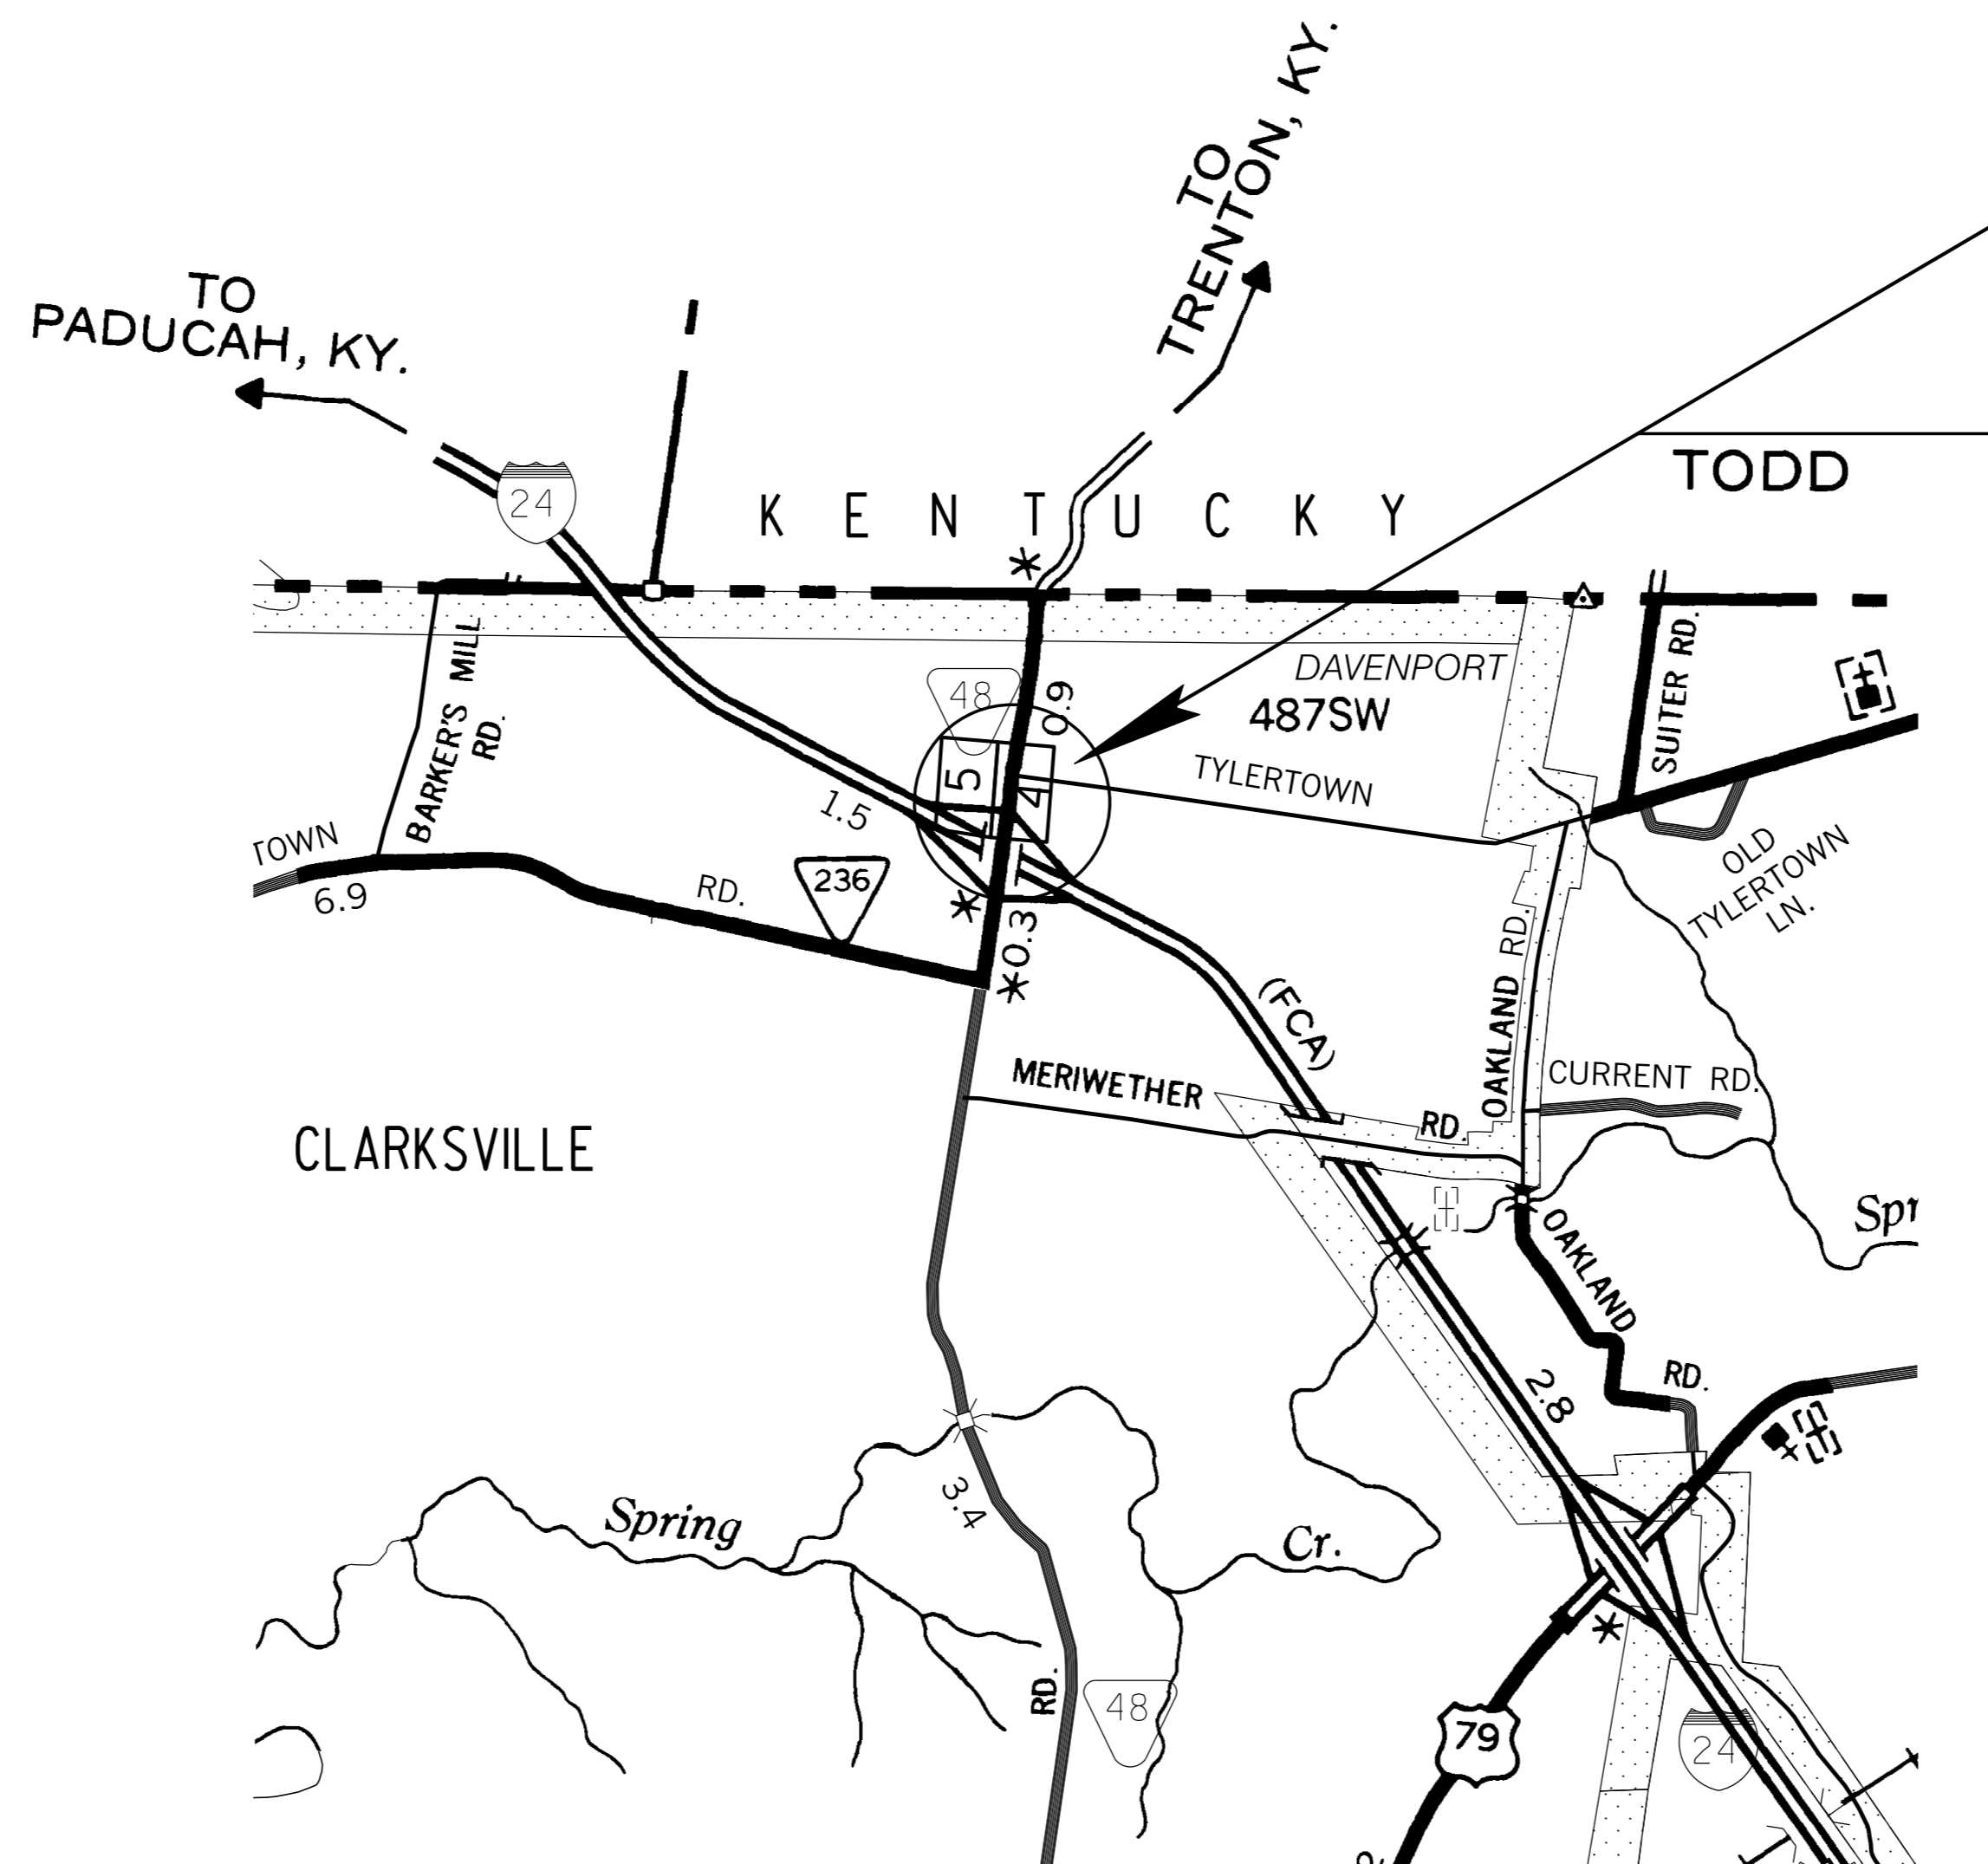 TO
TRENTON, KY.
TO
PADUCAH, KY.
24
KENTUCKY
TODD
BARKER'S MILL
RD.
48
0.9
DAVENPORT
487SW
TYLERTOWN
SUITER RD.
15
4
1.5
TOWN
6.9
RD.
236
0.3
OLD
TYLERTOWN
LN.
(FCA)
OAKLAND RD.
CURRENT RD.
MERIWETHER
RD.
CLARKSVILLE
OAKLAND
RD.
Spr
2.8
3.4
Spring
Cr.
RD.
48
79
24